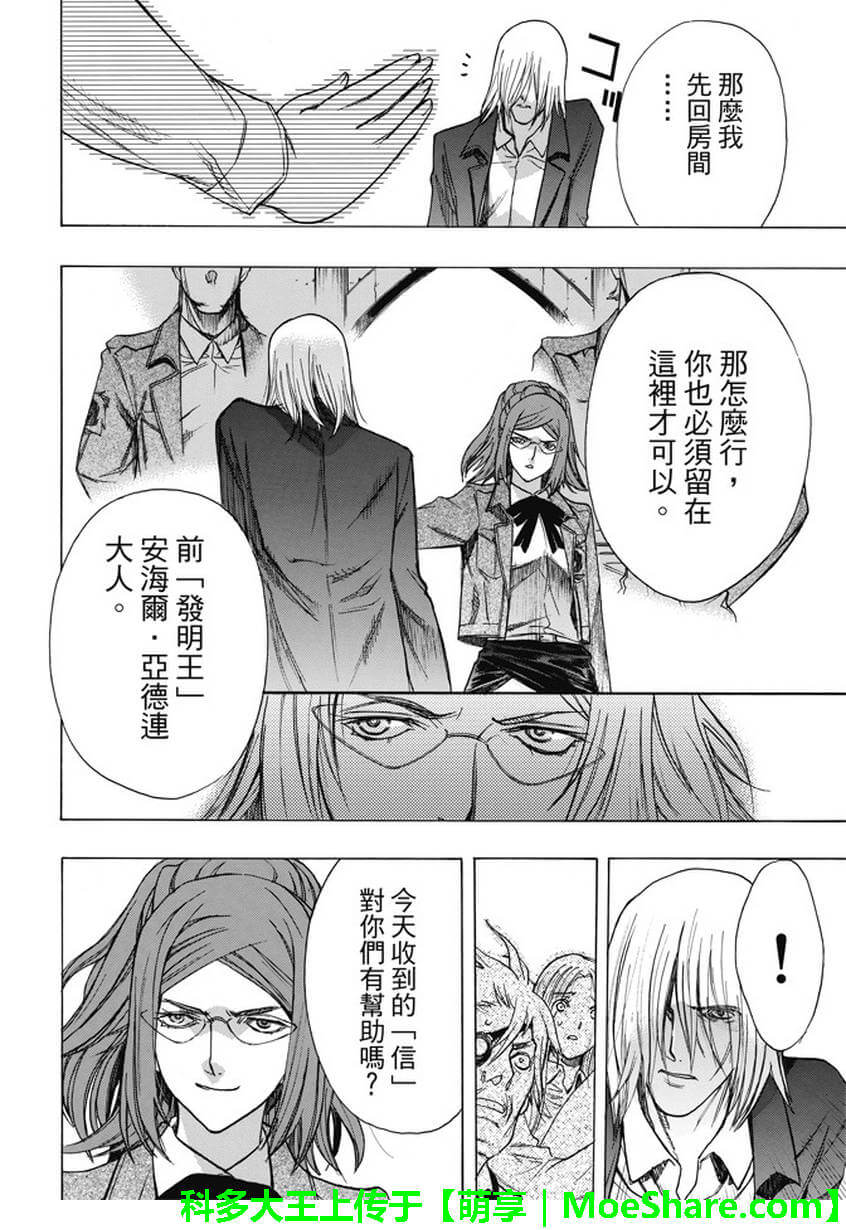 那麼我
先回房間
……
コッ
那怎麼行，
你也必須留在
這裡才可以。
前「發明王」
安海爾·亞德連
大人。
！
今天收到的「信」
對你們有幫助嗎？
科多大王上传于【萌享｜MoeShare.com】